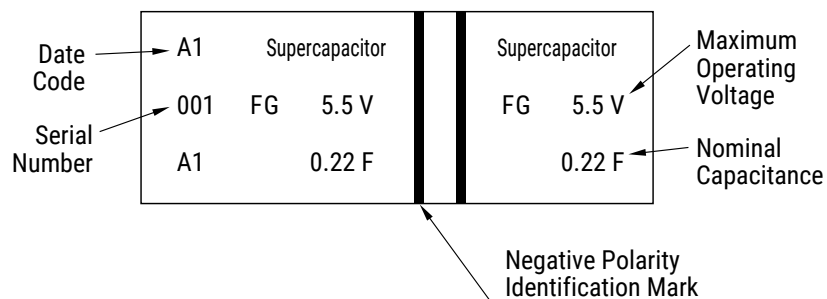 Date
Code
A1 Supercapacitor Supercapacitor
Maximum
Operating
Voltage
001 FG 5.5 V FG 5.5 V
Serial
Number
A1 0.22 F 0.22 F
Nominal
Capacitance
Negative Polarity
Identification Mark